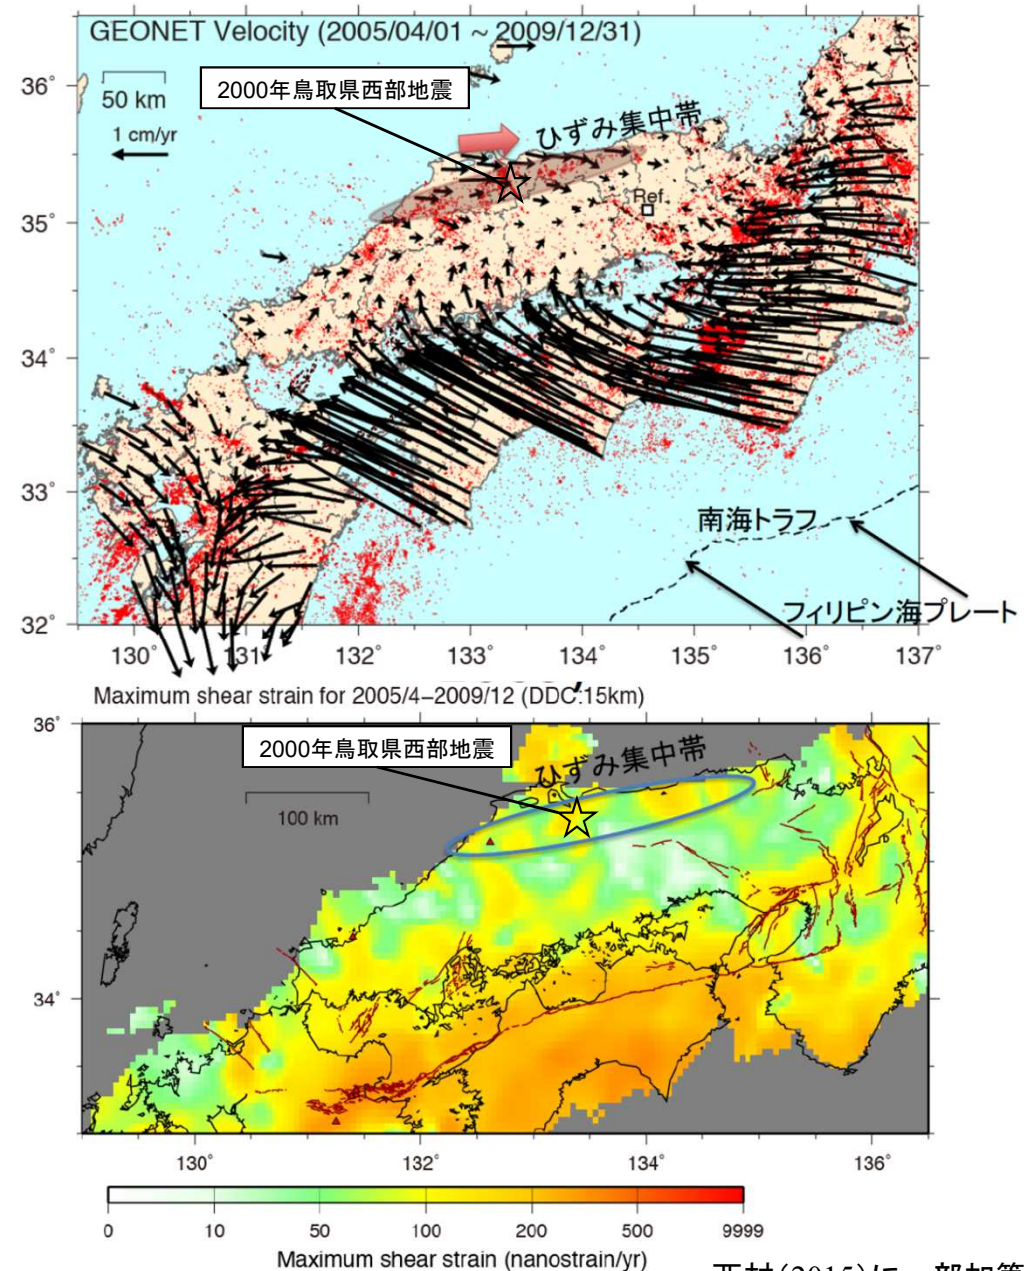 GEONET Velocity (2005/04/01 ~ 2009/12/31)
36°
2000年鳥取県西部地震
50 km
1 cm/yr
ひずみ集中帯
Ref.
35°
34°
33°
南海トラフ
フィリピン海プレート
32°
130° 131° 132° 133° 134° 135° 136° 137°
Maximum shear strain for 2005/4–2009/12 (DDC:15km)
36°
2000年鳥取県西部地震
ひずみ集中帯
100 km
34°
130° 132° 134° 136°
0 10 50 100 200 500 9999
Maximum shear strain (nanostrain/yr)